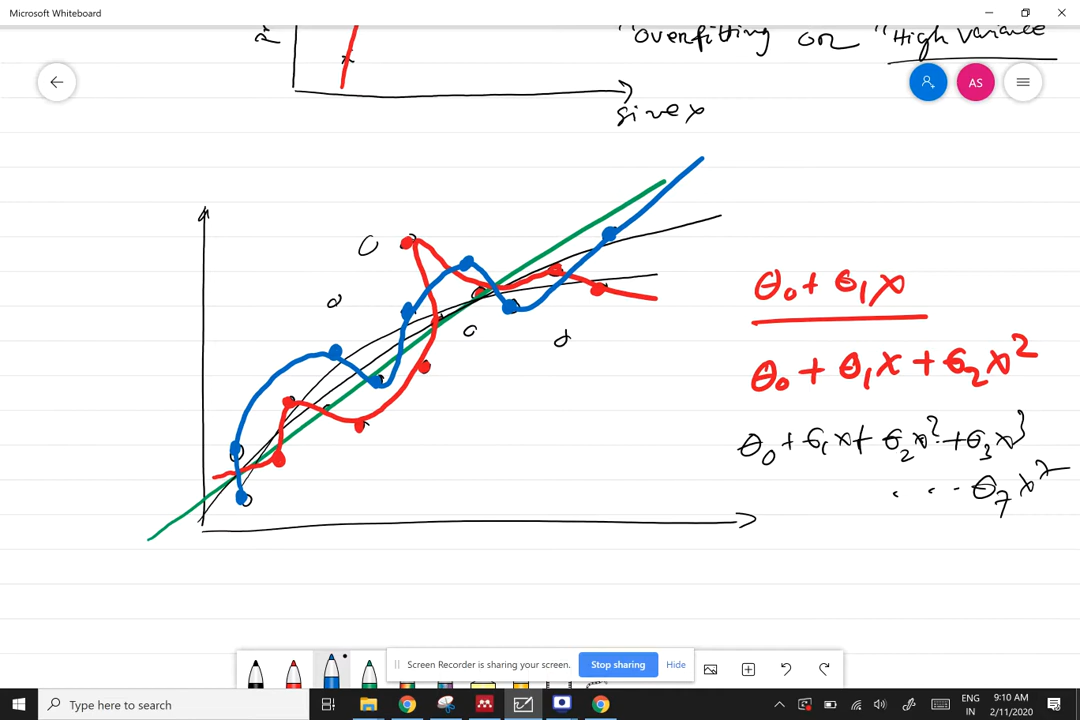 Microsoft Whiteboard
"Overfitting or "High Variance
AS
size x
θ₀ + θ₁x
θ₀ + θ₁x + θ₂x²
θ₀ + θ₁x + θ₂x² + θ₃x³
. . . . θ₇x⁷
Screen Recorder is sharing your screen.
Stop sharing
Hide
Type here to search
ENG
IN
9:10 AM
2/11/2020